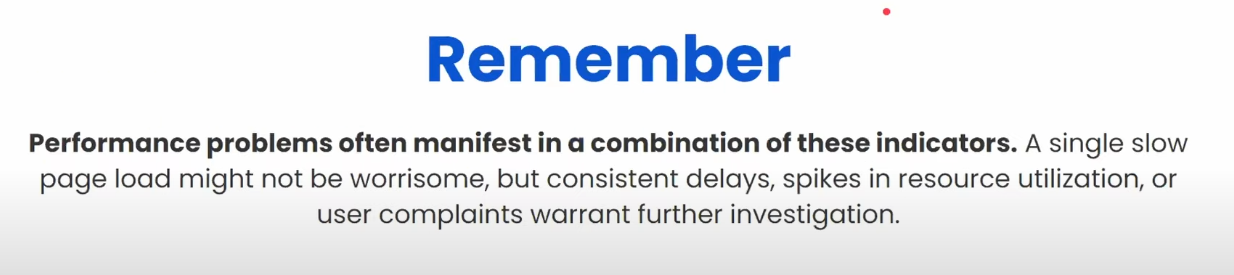 Remember
Performance problems often manifest in a combination of these indicators. A single slow
page load might not be worrisome, but consistent delays, spikes in resource utilization, or
user complaints warrant further investigation.